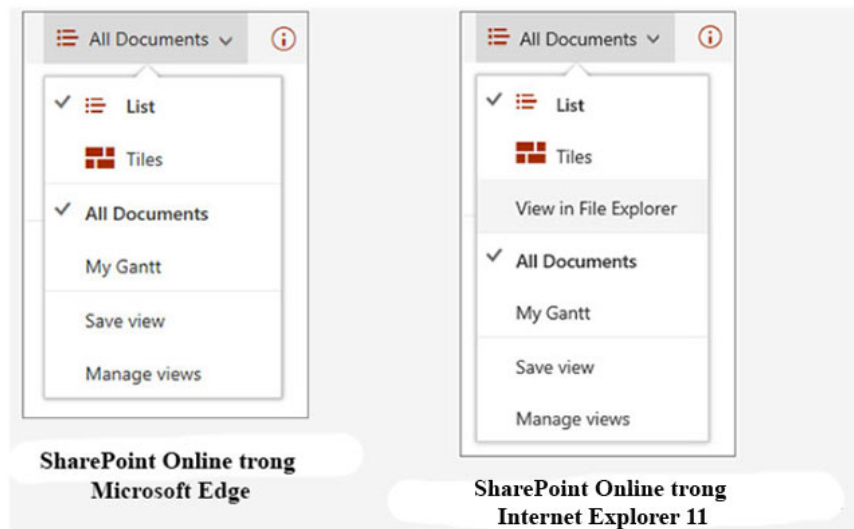 All Documents
List
Tiles
All Documents
My Gantt
Save view
Manage views
SharePoint Online trong
Microsoft Edge
All Documents
List
Tiles
View in File Explorer
All Documents
My Gantt
Save view
Manage views
SharePoint Online trong
Internet Explorer 11